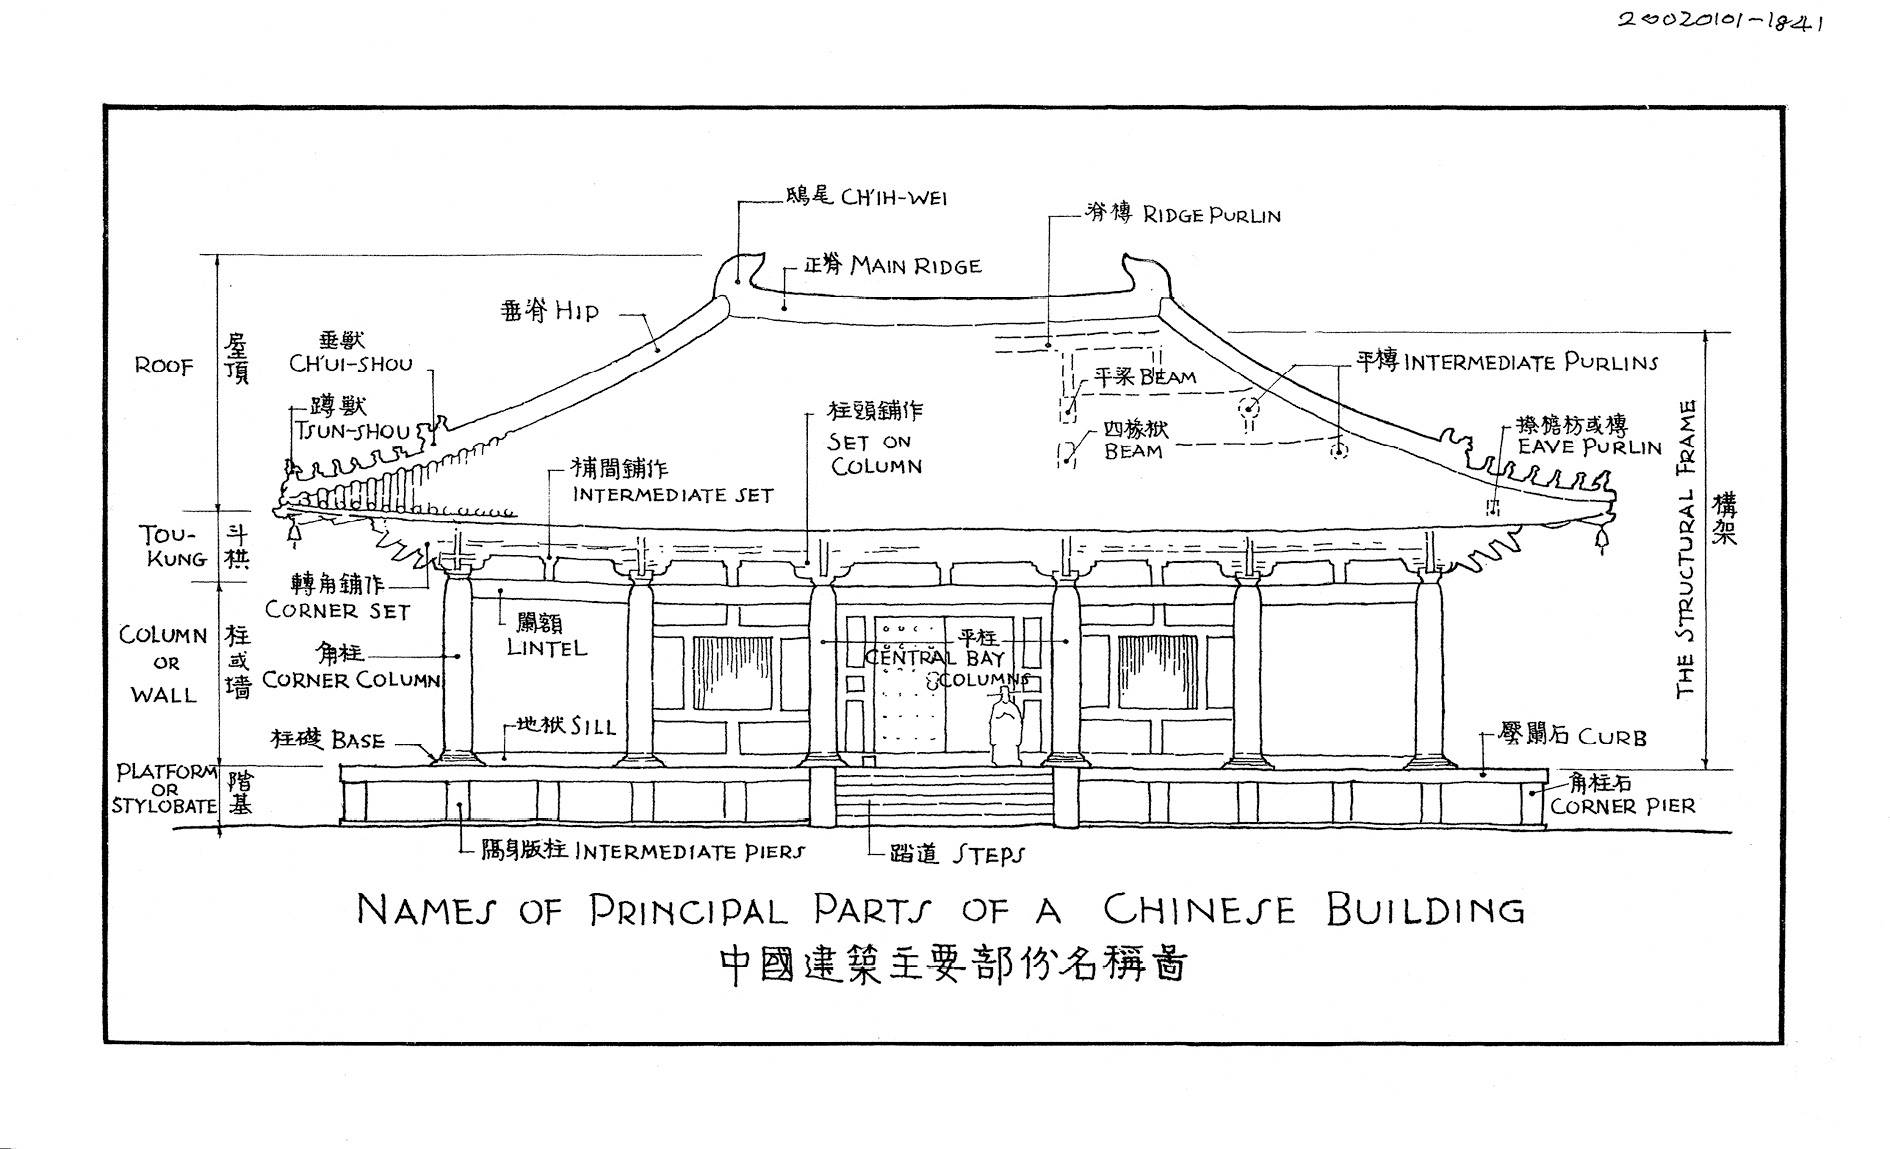 20020101-1841
鴟尾 CH'IH-WEI
脊槫 RIDGE PURLIN
正脊 MAIN RIDGE
垂脊 HIP
垂獸
CH'UI-SHOU
蹲獸
TSUN-SHOU
ROOF
屋頂
平梁 BEAM
平槫 INTERMEDIATE PURLINS
柱頭鋪作
SET ON
COLUMN
四椽栿
BEAM
撩檐枋或槫
EAVE PURLIN
補間鋪作
INTERMEDIATE SET
THE STRUCTURAL FRAME
構架
TOU-
KUNG
斗栱
轉角鋪作
CORNER SET
闌額
LINTEL
COLUMN
OR
WALL
柱或墻
角柱
CORNER COLUMN
平柱
CENTRAL BAY
COLUMNS
地栿 SILL
柱礎 BASE
壓闌石 CURB
PLATFORM
OR
STYLOBATE
階基
角柱石
CORNER PIER
隔身版柱 INTERMEDIATE PIERS
踏道 STEPS
NAMES OF PRINCIPAL PARTS OF A CHINESE BUILDING
中國建築主要部份名稱圖